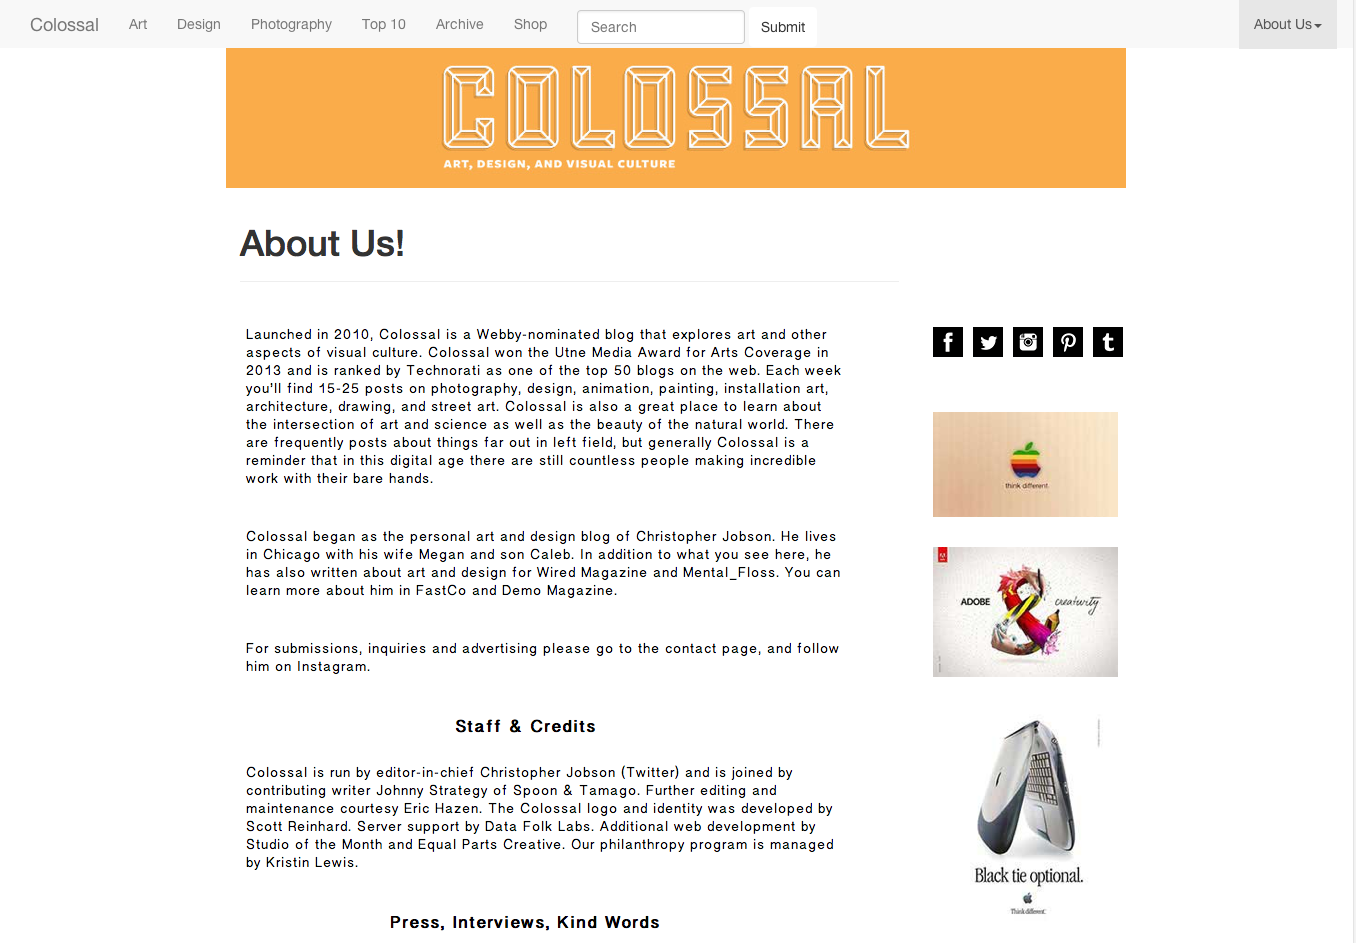 Colossal Art Design Photography Top 10 Archive Shop Search Submit About Us
COLOSSAL
ART, DESIGN, AND VISUAL CULTURE
About Us!
Launched in 2010, Colossal is a Webby-nominated blog that explores art and other
aspects of visual culture. Colossal won the Utne Media Award for Arts Coverage in
2013 and is ranked by Technorati as one of the top 50 blogs on the web. Each week
you'll find 15-25 posts on photography, design, animation, painting, installation art,
architecture, drawing, and street art. Colossal is also a great place to learn about
the intersection of art and science as well as the beauty of the natural world. There
are frequently posts about things far out in left field, but generally Colossal is a
reminder that in this digital age there are still countless people making incredible
work with their bare hands.
Colossal began as the personal art and design blog of Christopher Jobson. He lives
in Chicago with his wife Megan and son Caleb. In addition to what you see here, he
has also written about art and design for Wired Magazine and Mental_Floss. You can
learn more about him in FastCo and Demo Magazine.
For submissions, inquiries and advertising please go to the contact page, and follow
him on Instagram.
Staff & Credits
Colossal is run by editor-in-chief Christopher Jobson (Twitter) and is joined by
contributing writer Johnny Strategy of Spoon & Tamago. Further editing and
maintenance courtesy Eric Hazen. The Colossal logo and identity was developed by
Scott Reinhard. Server support by Data Folk Labs. Additional web development by
Studio of the Month and Equal Parts Creative. Our philanthropy program is managed
by Kristin Lewis.
Press, Interviews, Kind Words
think different.
ADOBE & creativity
Black tie optional.
Think different.